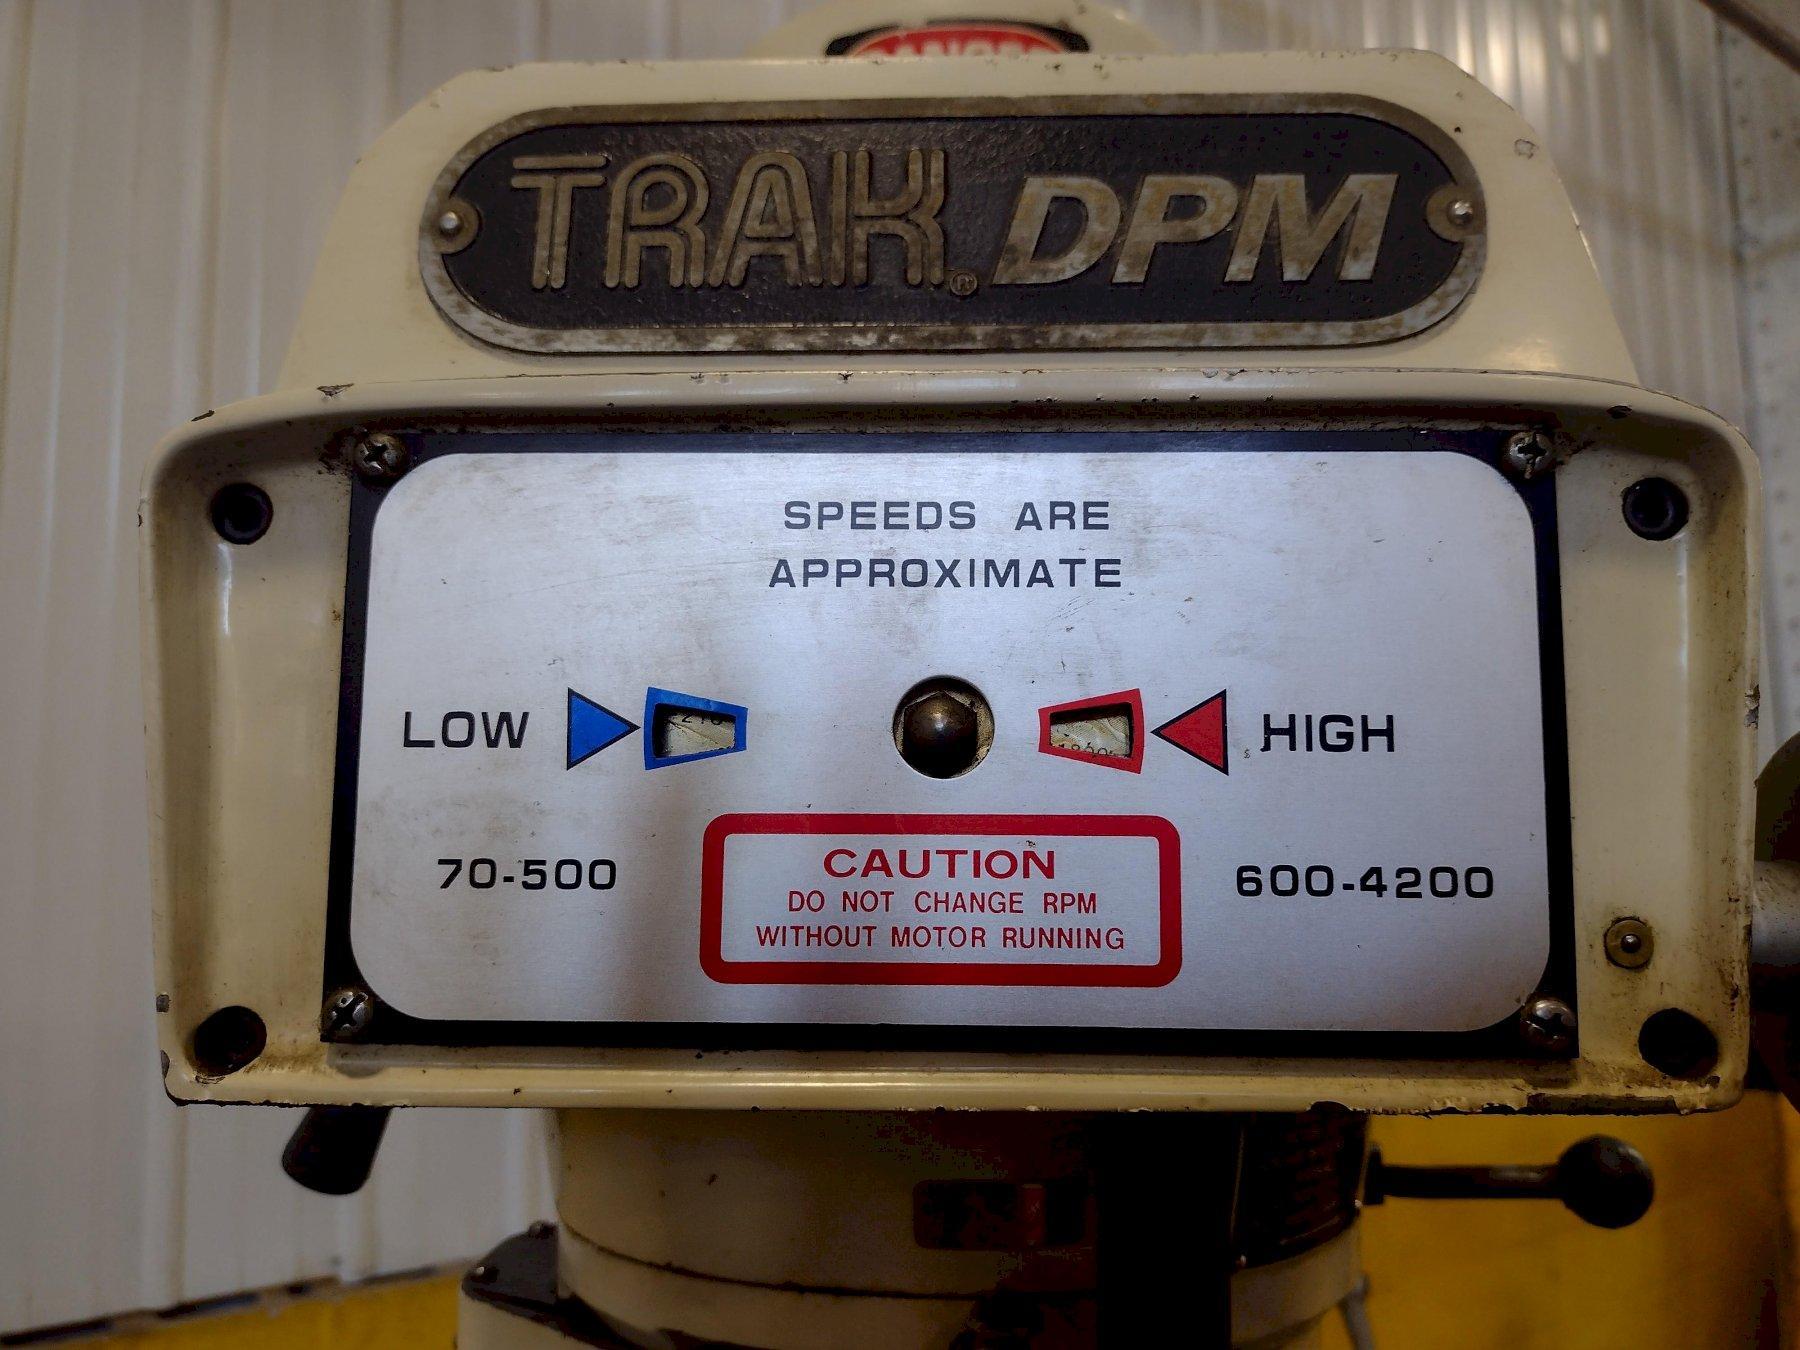 DANGER
TRAK® DPM
SPEEDS ARE
APPROXIMATE
LOW
HIGH
70-500
600-4200
CAUTION
DO NOT CHANGE RPM
WITHOUT MOTOR RUNNING